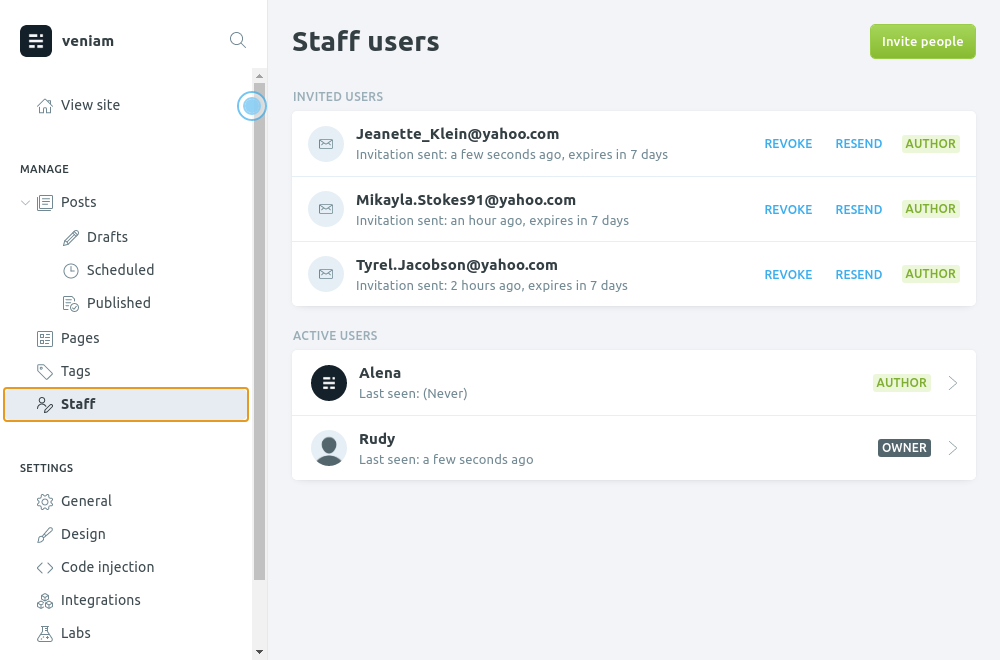 veniam
View site
MANAGE
Posts
Drafts
Scheduled
Published
Pages
Tags
Staff
SETTINGS
General
Design
Code injection
Integrations
Labs
Staff users
Invite people
INVITED USERS
Jeanette_Klein@yahoo.com
Invitation sent: a few seconds ago, expires in 7 days
REVOKE RESEND AUTHOR
Mikayla.Stokes91@yahoo.com
Invitation sent: an hour ago, expires in 7 days
REVOKE RESEND AUTHOR
Tyrel.Jacobson@yahoo.com
Invitation sent: 2 hours ago, expires in 7 days
REVOKE RESEND AUTHOR
ACTIVE USERS
Alena
Last seen: (Never)
AUTHOR
Rudy
Last seen: a few seconds ago
OWNER